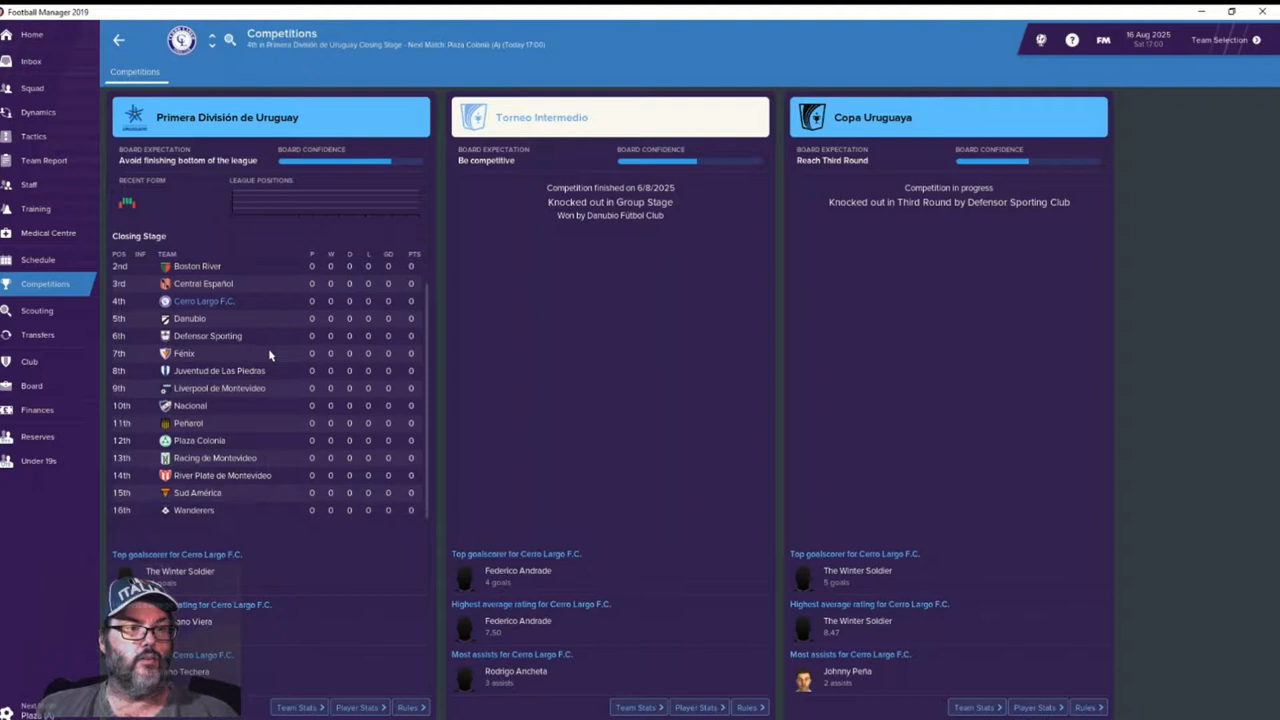 Football Manager 2019
Home
Inbox
Squad
Dynamics
Tactics
Team Report
Staff
Training
Medical Centre
Schedule
Competitions
Scouting
Transfers
Club
Board
Finances
Reserves
Under 19s
Competitions
4th in Primera División de Uruguay Closing Stage - Next Match: Plaza Colonia (A) (Today 17:00)
FM
16 Aug 2025
Sat 17:00
Team Selection
Competitions
Primera División de Uruguay
BOARD EXPECTATION BOARD CONFIDENCE
Avoid finishing bottom of the league
RECENT FORM LEAGUE POSITIONS
Closing Stage
POS INF TEAM P W D L GD PTS
2nd Boston River 0 0 0 0 0 0
3rd Central Español 0 0 0 0 0 0
4th Cerro Largo F.C. 0 0 0 0 0 0
5th Danubio 0 0 0 0 0 0
6th Defensor Sporting 0 0 0 0 0 0
7th Fénix 0 0 0 0 0 0
8th Juventud de Las Piedras 0 0 0 0 0 0
9th Liverpool de Montevideo 0 0 0 0 0 0
10th Nacional 0 0 0 0 0 0
11th Peñarol 0 0 0 0 0 0
12th Plaza Colonia 0 0 0 0 0 0
13th Racing de Montevideo 0 0 0 0 0 0
14th River Plate de Montevideo 0 0 0 0 0 0
15th Sud América 0 0 0 0 0 0
16th Wanderers 0 0 0 0 0 0
Top goalscorer for Cerro Largo F.C.
The Winter Soldier
goals
rating for Cerro Largo F.C.
Viera
Cerro Largo F.C.
Techera
Team Stats Player Stats Rules
Torneo Intermedio
BOARD EXPECTATION BOARD CONFIDENCE
Be competitive
Competition finished on 6/8/2025
Knocked out in Group Stage
Won by Danubio Fútbol Club
Top goalscorer for Cerro Largo F.C.
Federico Andrade
4 goals
Highest average rating for Cerro Largo F.C.
Federico Andrade
7.50
Most assists for Cerro Largo F.C.
Rodrigo Ancheta
3 assists
Team Stats Player Stats Rules
Copa Uruguaya
BOARD EXPECTATION BOARD CONFIDENCE
Reach Third Round
Competition in progress
Knocked out in Third Round by Defensor Sporting Club
Top goalscorer for Cerro Largo F.C.
The Winter Soldier
5 goals
Highest average rating for Cerro Largo F.C.
The Winter Soldier
8.47
Most assists for Cerro Largo F.C.
Johnny Peña
2 assists
Team Stats Player Stats Rules
ITALIA